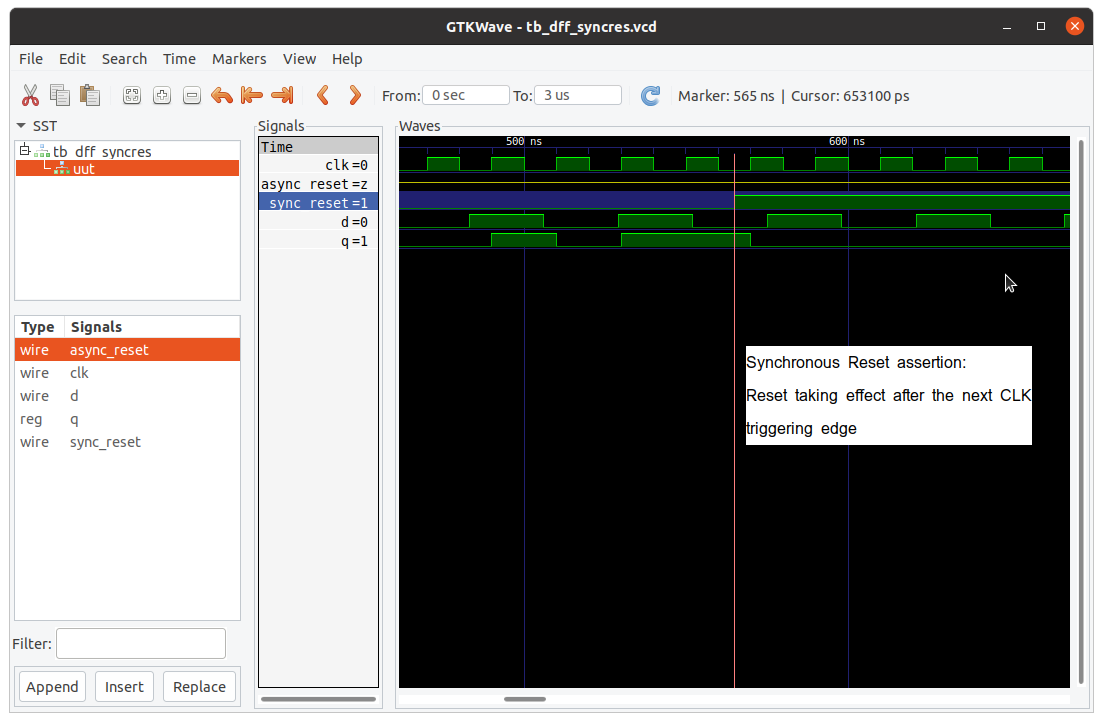 GTKWave - tb_dff_syncres.vcd
File Edit Search Time Markers View Help
From: 0 sec To: 3 us Marker: 565 ns | Cursor: 653100 ps
SST
tb_dff_syncres
uut
Type Signals
wire async_reset
wire clk
wire d
reg q
wire sync_reset
Filter:
Append Insert Replace
Signals
Time
clk=0
async_reset=z
sync_reset=1
d=0
q=1
Waves
500 ns 600 ns
Synchronous Reset assertion:
Reset taking effect after the next CLK
triggering edge